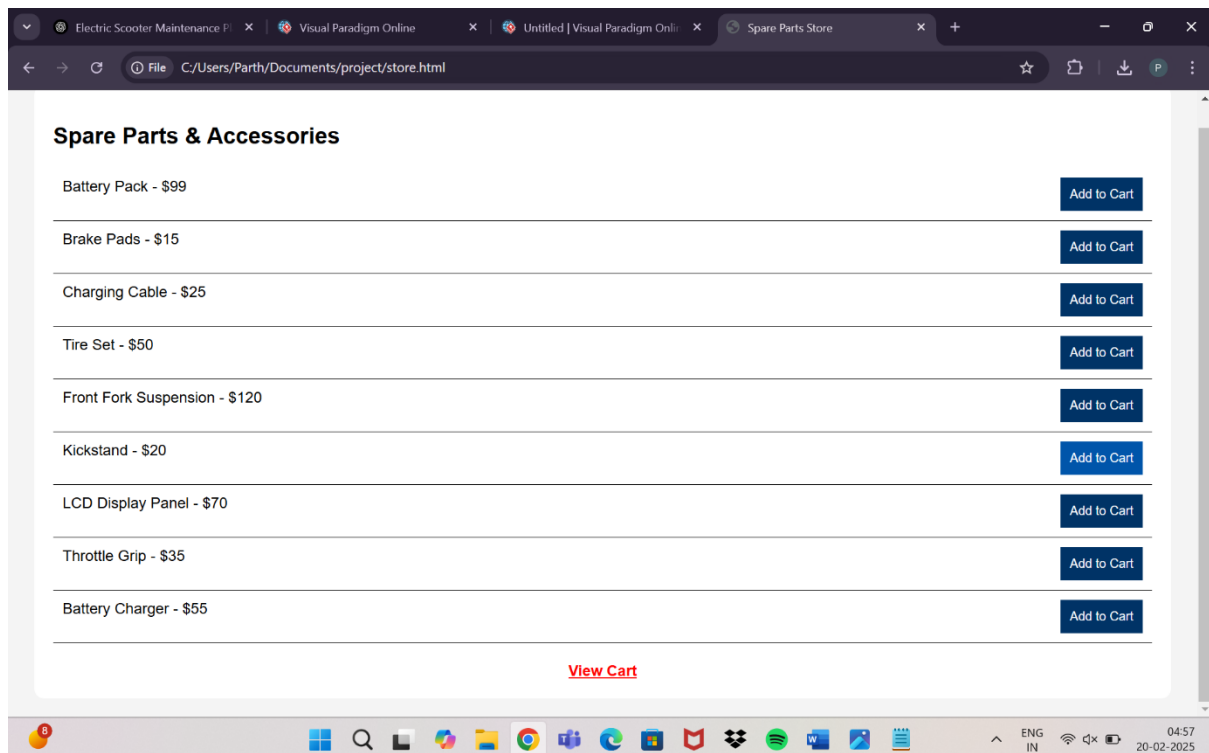 Electric Scooter Maintenance Pl
Visual Paradigm Online
Untitled | Visual Paradigm Onlin
Spare Parts Store
File C:/Users/Parth/Documents/project/store.html
P
Spare Parts & Accessories
Battery Pack - $99
Add to Cart
Brake Pads - $15
Add to Cart
Charging Cable - $25
Add to Cart
Tire Set - $50
Add to Cart
Front Fork Suspension - $120
Add to Cart
Kickstand - $20
Add to Cart
LCD Display Panel - $70
Add to Cart
Throttle Grip - $35
Add to Cart
Battery Charger - $55
Add to Cart
View Cart
8
ENG
IN
04:57
20-02-2025